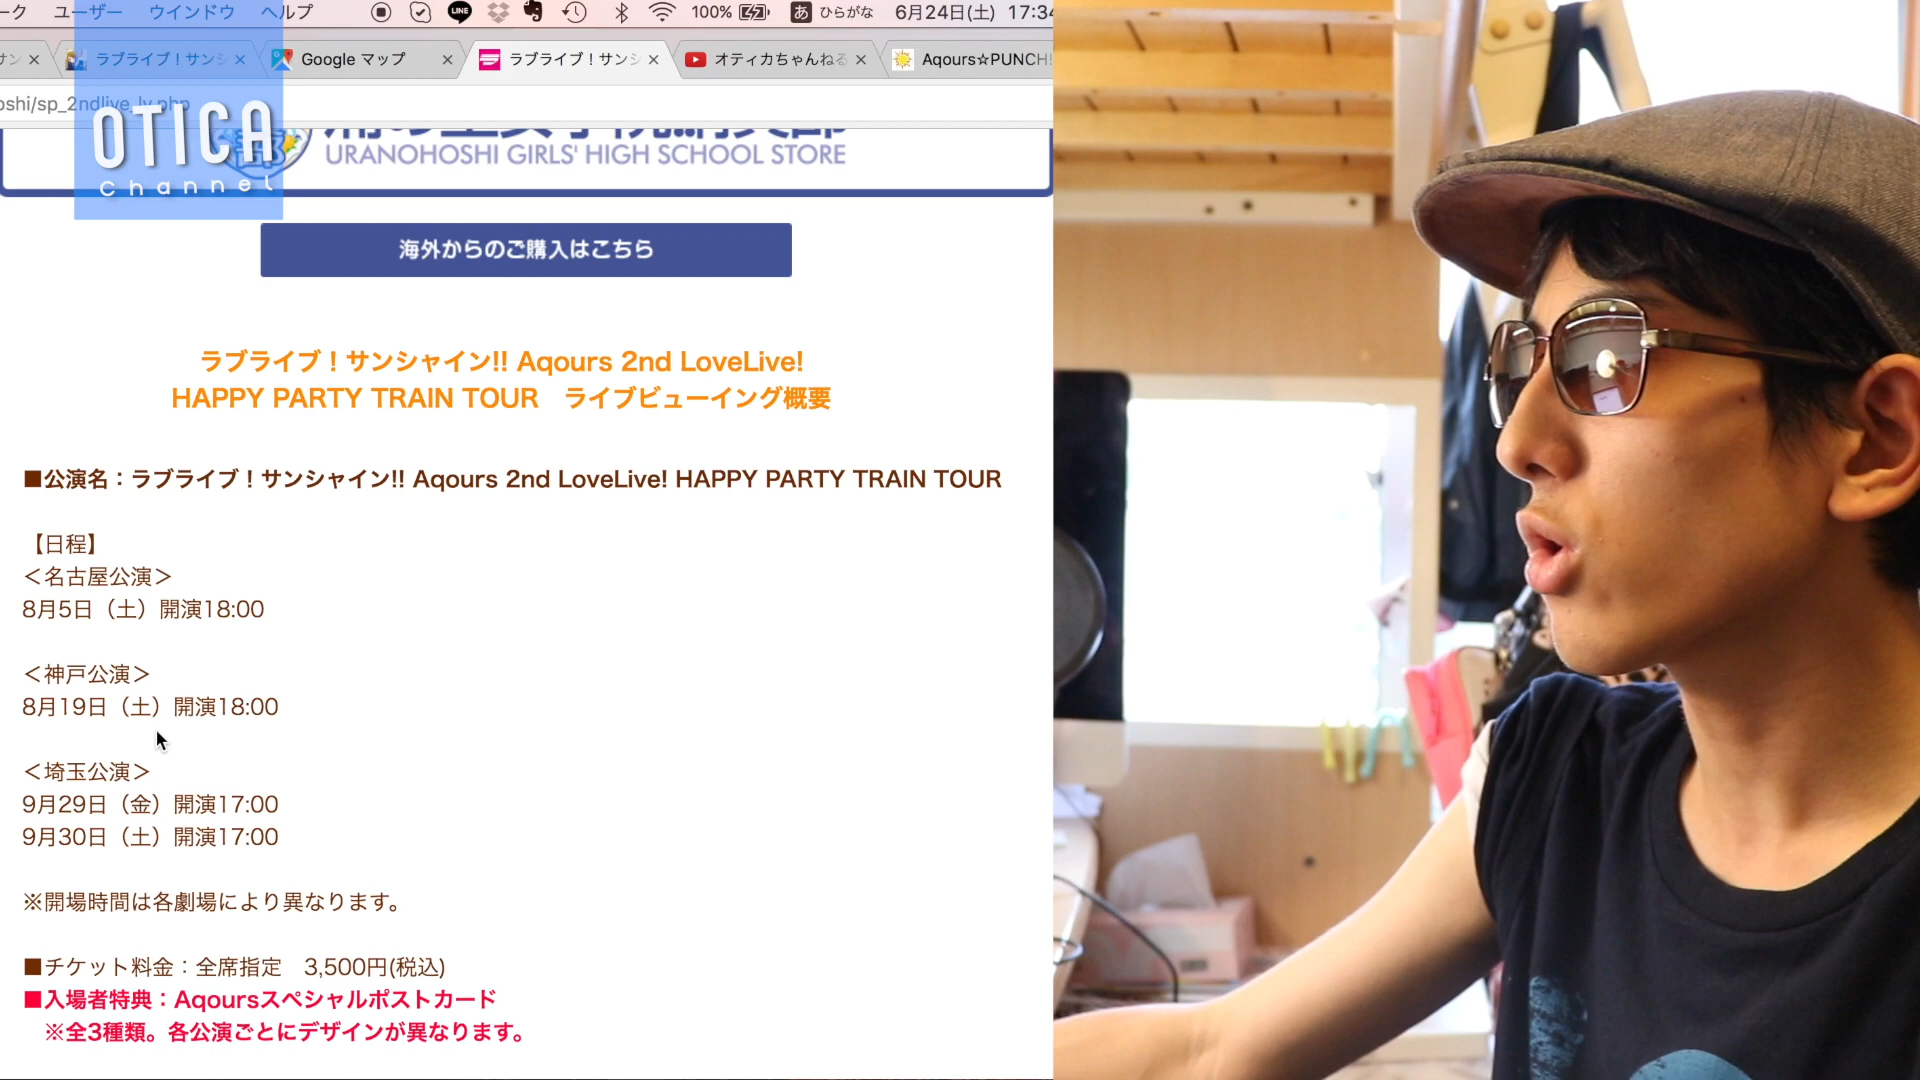 ーク ユーザー ウインドウ ヘルプ LINE 100% あ ひらがな 6月24日(土) 17:34
サン × ラブライブ！サンシ × Google マップ × ラブライブ！サンシ × オティカちゃんねる × Aqours☆PUNCH!
oshi/sp_2ndlive_lv.php
OTICA
Channel
URANOHOSHI GIRLS' HIGH SCHOOL STORE
海外からのご購入はこちら
ラブライブ！サンシャイン!! Aqours 2nd LoveLive!
HAPPY PARTY TRAIN TOUR　ライブビューイング概要
■公演名：ラブライブ！サンシャイン!! Aqours 2nd LoveLive! HAPPY PARTY TRAIN TOUR
【日程】
＜名古屋公演＞
8月5日（土）開演18:00
＜神戸公演＞
8月19日（土）開演18:00
＜埼玉公演＞
9月29日（金）開演17:00
9月30日（土）開演17:00
※開場時間は各劇場により異なります。
■チケット料金：全席指定　3,500円(税込)
■入場者特典：Aqoursスペシャルポストカード
※全3種類。各公演ごとにデザインが異なります。